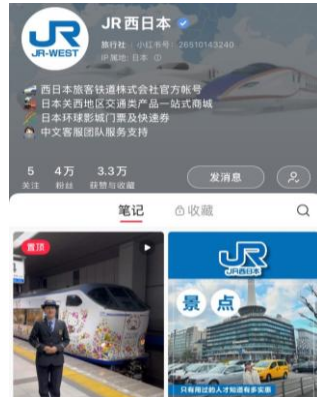 JR
JR-WEST
JR西日本
旅行社 小红书号：26510143240
IP属地：日本
西日本旅客铁道株式会社官方帐号
日本关西地区交通类产品一站式商城
日本环球影城门票及快速券
中文客服团队服务支持
5 4万 3.3万
关注 粉丝 获赞与收藏
发消息
笔记 收藏
置顶
JR
JR西日本
景点
只有用过的人才知道有多实惠